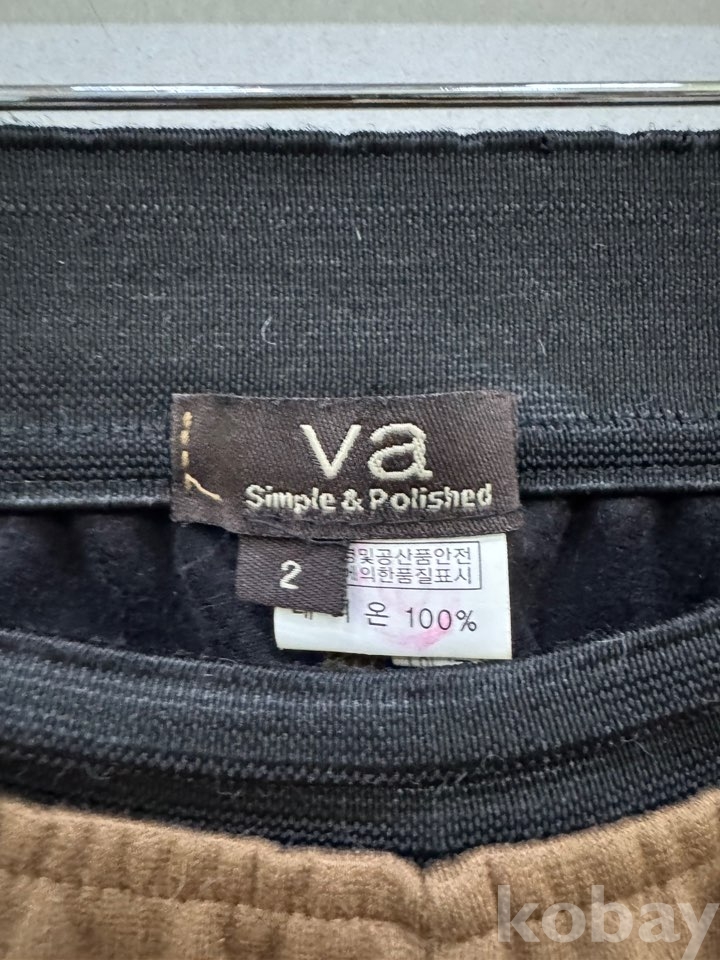 va
Simple & Polished
2
및공산품안전
의한품질표시
온 100%
kobay